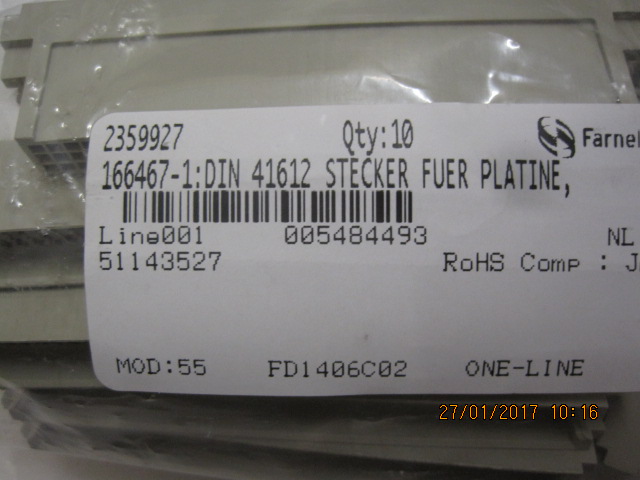 2359927 Qty:10 Farnel
166467-1:DIN 41612 STECKER FUER PLATINE,
Line001 005484493 NL
51143527 RoHS Comp : J
MOD:55 FD1406C02 ONE-LINE
27/01/2017 10:16